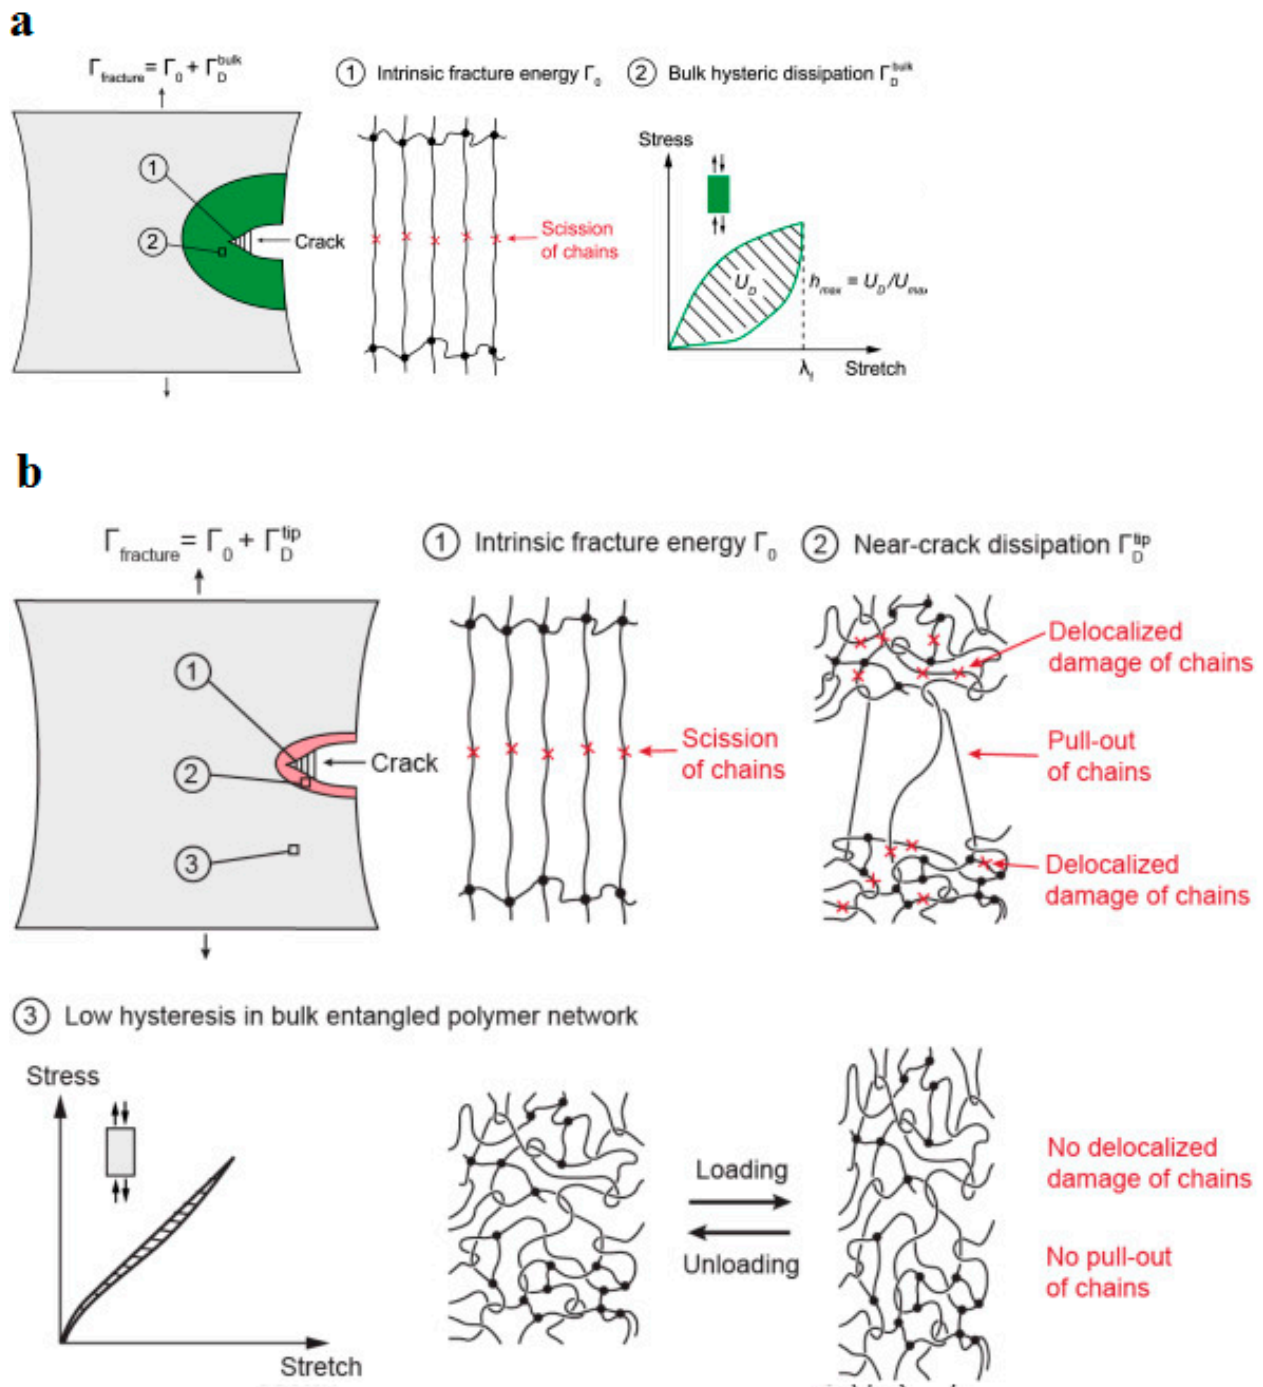 a
Γfracture = Γ0 + ΓDbulk
① Intrinsic fracture energy Γ0
② Bulk hysteric dissipation ΓDbulk
1
2
Crack
Scission
of chains
Stress
UD
hmax = UD/Umax
λf
Stretch
b
Γfracture = Γ0 + ΓDtip
① Intrinsic fracture energy Γ0
② Near-crack dissipation ΓDtip
1
2
3
Crack
Scission
of chains
Delocalized
damage of chains
Pull-out
of chains
Delocalized
damage of chains
③ Low hysteresis in bulk entangled polymer network
Stress
Stretch
Loading
Unloading
No delocalized
damage of chains
No pull-out
of chains